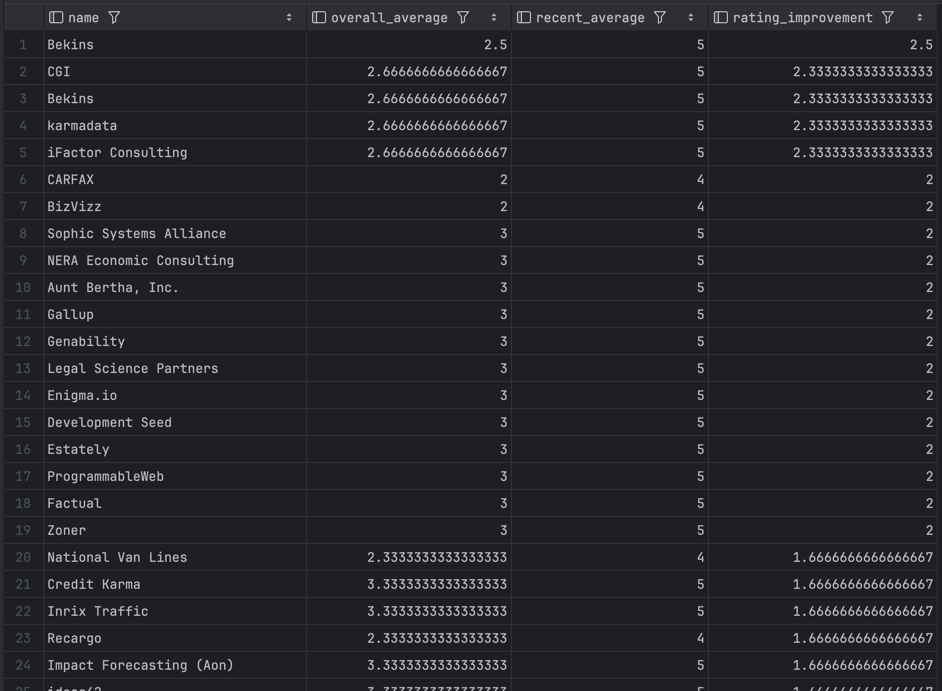 name overall_average recent_average rating_improvement
1 Bekins 2.5 5 2.5
2 CGI 2.6666666666666667 5 2.3333333333333333
3 Bekins 2.6666666666666667 5 2.3333333333333333
4 karmadata 2.6666666666666667 5 2.3333333333333333
5 iFactor Consulting 2.6666666666666667 5 2.3333333333333333
6 CARFAX 2 4 2
7 BizVizz 2 4 2
8 Sophic Systems Alliance 3 5 2
9 NERA Economic Consulting 3 5 2
10 Aunt Bertha, Inc. 3 5 2
11 Gallup 3 5 2
12 Genability 3 5 2
13 Legal Science Partners 3 5 2
14 Enigma.io 3 5 2
15 Development Seed 3 5 2
16 Estately 3 5 2
17 ProgrammableWeb 3 5 2
18 Factual 3 5 2
19 Zoner 3 5 2
20 National Van Lines 2.3333333333333333 4 1.6666666666666667
21 Credit Karma 3.3333333333333333 5 1.6666666666666667
22 Inrix Traffic 3.3333333333333333 5 1.6666666666666667
23 Recargo 2.3333333333333333 4 1.6666666666666667
24 Impact Forecasting (Aon) 3.3333333333333333 5 1.6666666666666667